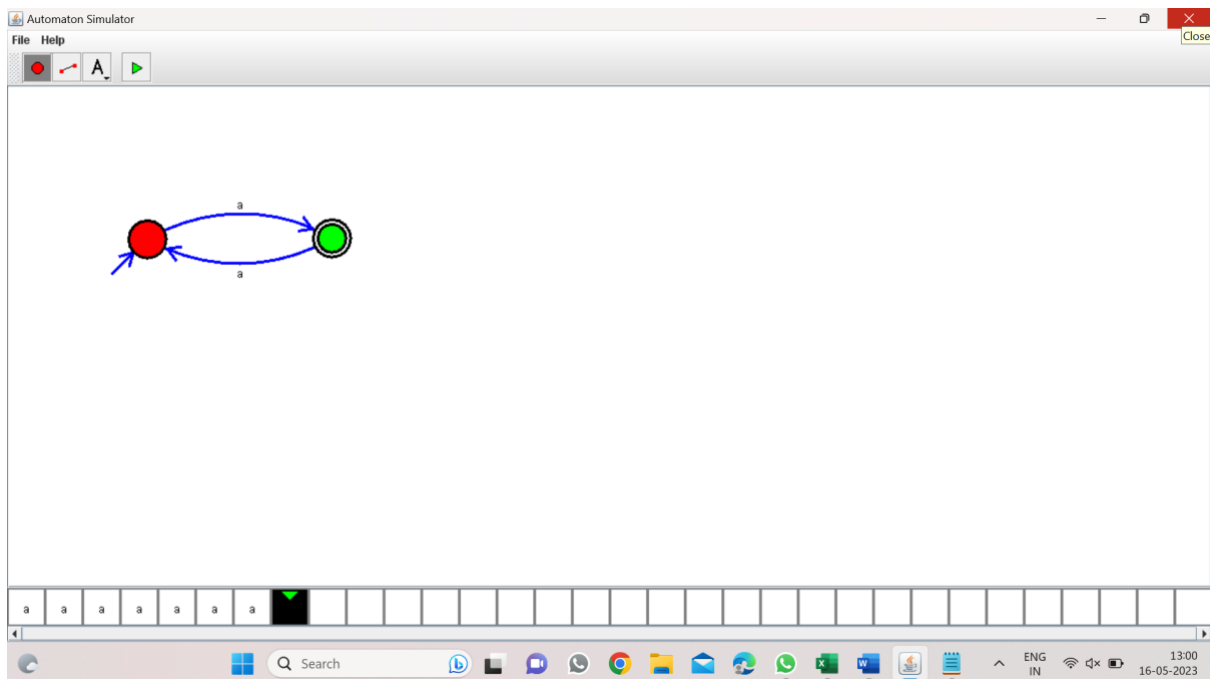 Automaton Simulator
Close
File Help
A
a
a
a a a a a a a
Search
ENG
IN
13:00
16-05-2023